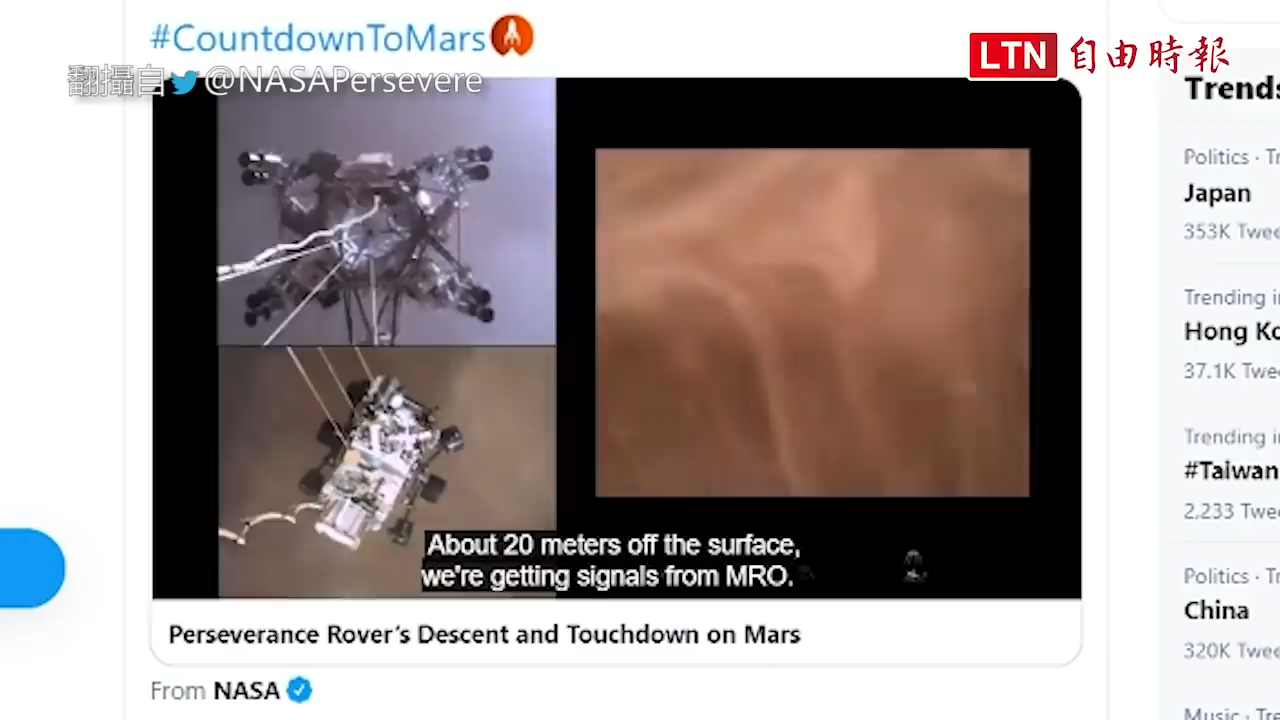 #CountdownToMars
翻攝自 @NASAPersevere
LTN 自由時報
About 20 meters off the surface,
we're getting signals from MRO.
Perseverance Rover's Descent and Touchdown on Mars
From NASA
Trends
Politics · Tr
Japan
353K Twee
Trending i
Hong Ko
37.1K Twee
Trending i
#Taiwan
2,233 Twee
Politics · Tr
China
320K Twee
Music · Tre